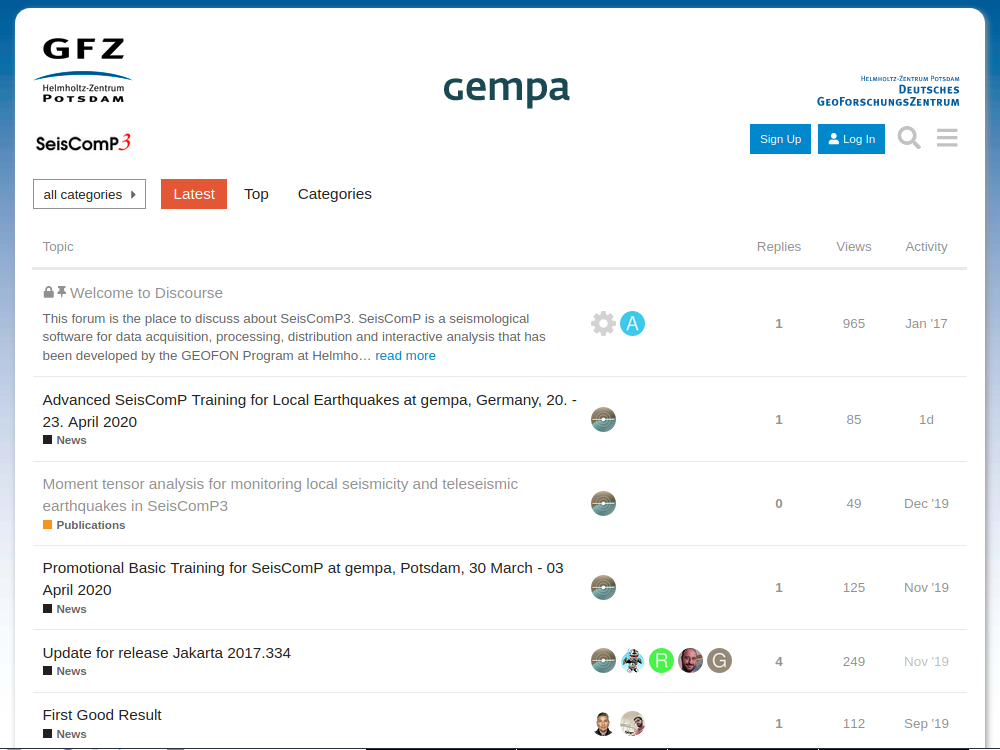 GFZ
Helmholtz-Zentrum
POTSDAM
gempa
HELMHOLTZ-ZENTRUM POTSDAM
DEUTSCHES
GEOFORSCHUNGSZENTRUM
SeisComP3
Sign Up
Log In
all categories
Latest
Top
Categories
Topic
Replies
Views
Activity
Welcome to Discourse
This forum is the place to discuss about SeisComP3. SeisComP is a seismological
software for data acquisition, processing, distribution and interactive analysis that has
been developed by the GEOFON Program at Helmho… read more
A
1
965
Jan '17
Advanced SeisComP Training for Local Earthquakes at gempa, Germany, 20. -
23. April 2020
News
1
85
1d
Moment tensor analysis for monitoring local seismicity and teleseismic
earthquakes in SeisComP3
Publications
0
49
Dec '19
Promotional Basic Training for SeisComP at gempa, Potsdam, 30 March - 03
April 2020
News
1
125
Nov '19
Update for release Jakarta 2017.334
News
R
G
4
249
Nov '19
First Good Result
News
1
112
Sep '19